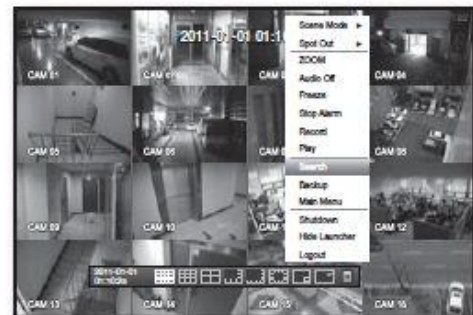 2011-01-01 01:10
Scene Mode
Spot Out
ZOOM
Audio Off
Freeze
Stop Alarm
Record
Play
Search
Backup
Main Menu
Shutdown
Hide Launcher
Logout
CAM 01
CAM 04
CAM 05
CAM 06
CAM 08
CAM 09
CAM 10
CAM 12
2011-01-01
CAM 13
CAM 14
CAM 15
CAM 16